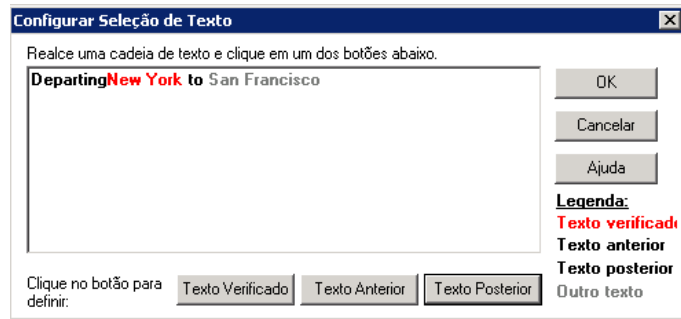 Configurar Seleção de Texto
Realce uma cadeia de texto e clique em um dos botões abaixo.
DepartingNew York to San Francisco
OK
Cancelar
Ajuda
Legenda:
Texto verificado
Texto anterior
Texto posterior
Outro texto
Clique no botão para
definir:
Texto Verificado
Texto Anterior
Texto Posterior